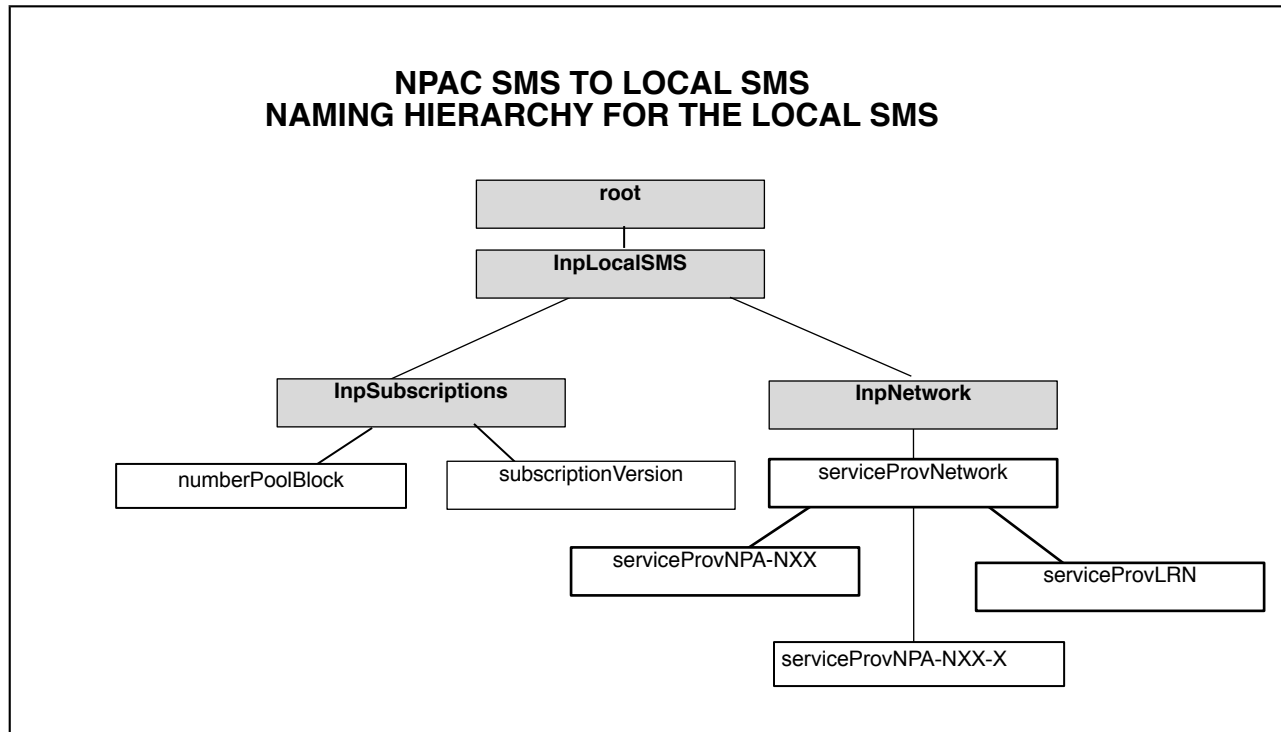 NPAC SMS TO LOCAL SMS
NAMING HIERARCHY FOR THE LOCAL SMS
root
lnpLocalSMS
lnpSubscriptions
lnpNetwork
numberPoolBlock
subscriptionVersion
serviceProvNetwork
serviceProvNPA-NXX
serviceProvLRN
serviceProvNPA-NXX-X